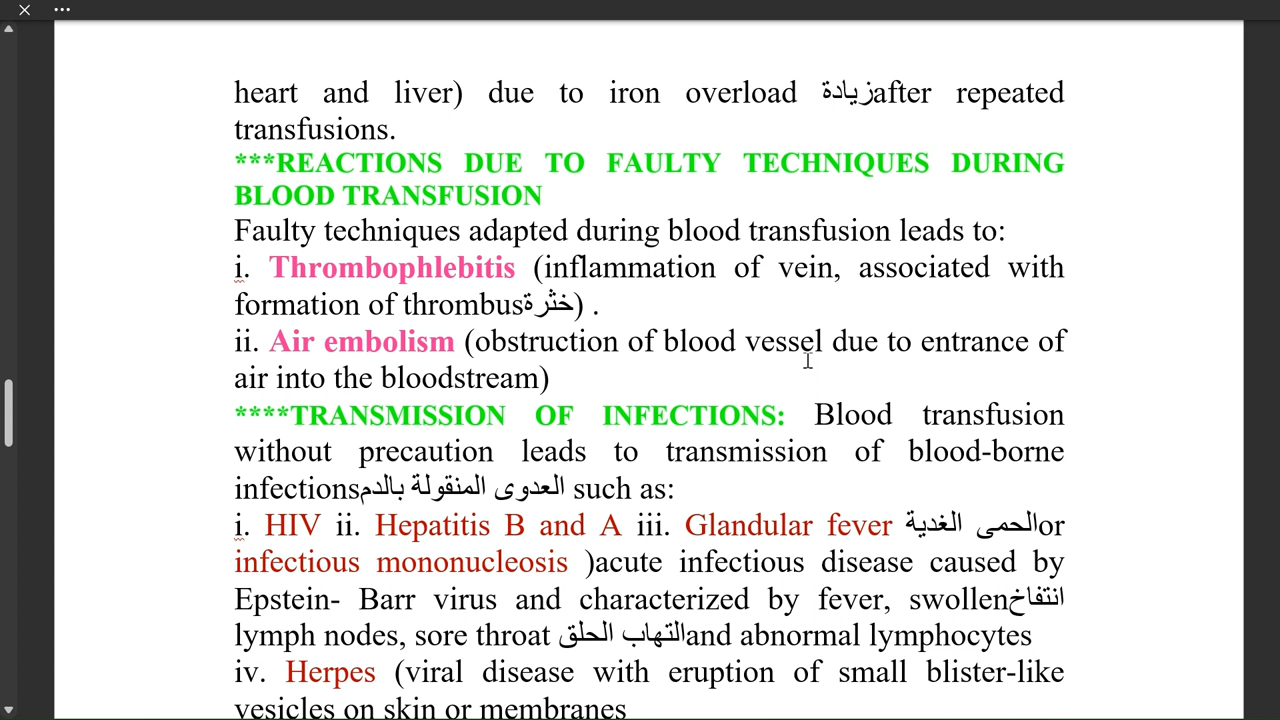 heart and liver) due to iron overload زيادةafter repeated
transfusions.
***REACTIONS DUE TO FAULTY TECHNIQUES DURING
BLOOD TRANSFUSION
Faulty techniques adapted during blood transfusion leads to:
i. Thrombophlebitis (inflammation of vein, associated with
formation of thrombusخثرة) .
ii. Air embolism (obstruction of blood vessel due to entrance of
air into the bloodstream)
****TRANSMISSION OF INFECTIONS: Blood transfusion
without precaution leads to transmission of blood-borne
infectionsالعدوى المنقولة بالدم such as:
i. HIV ii. Hepatitis B and A iii. Glandular fever الحمى الغديةor
infectious mononucleosis )acute infectious disease caused by
Epstein- Barr virus and characterized by fever, swollenانتفاخ
lymph nodes, sore throat التهاب الحلقand abnormal lymphocytes
iv. Herpes (viral disease with eruption of small blister-like
vesicles on skin or membranes